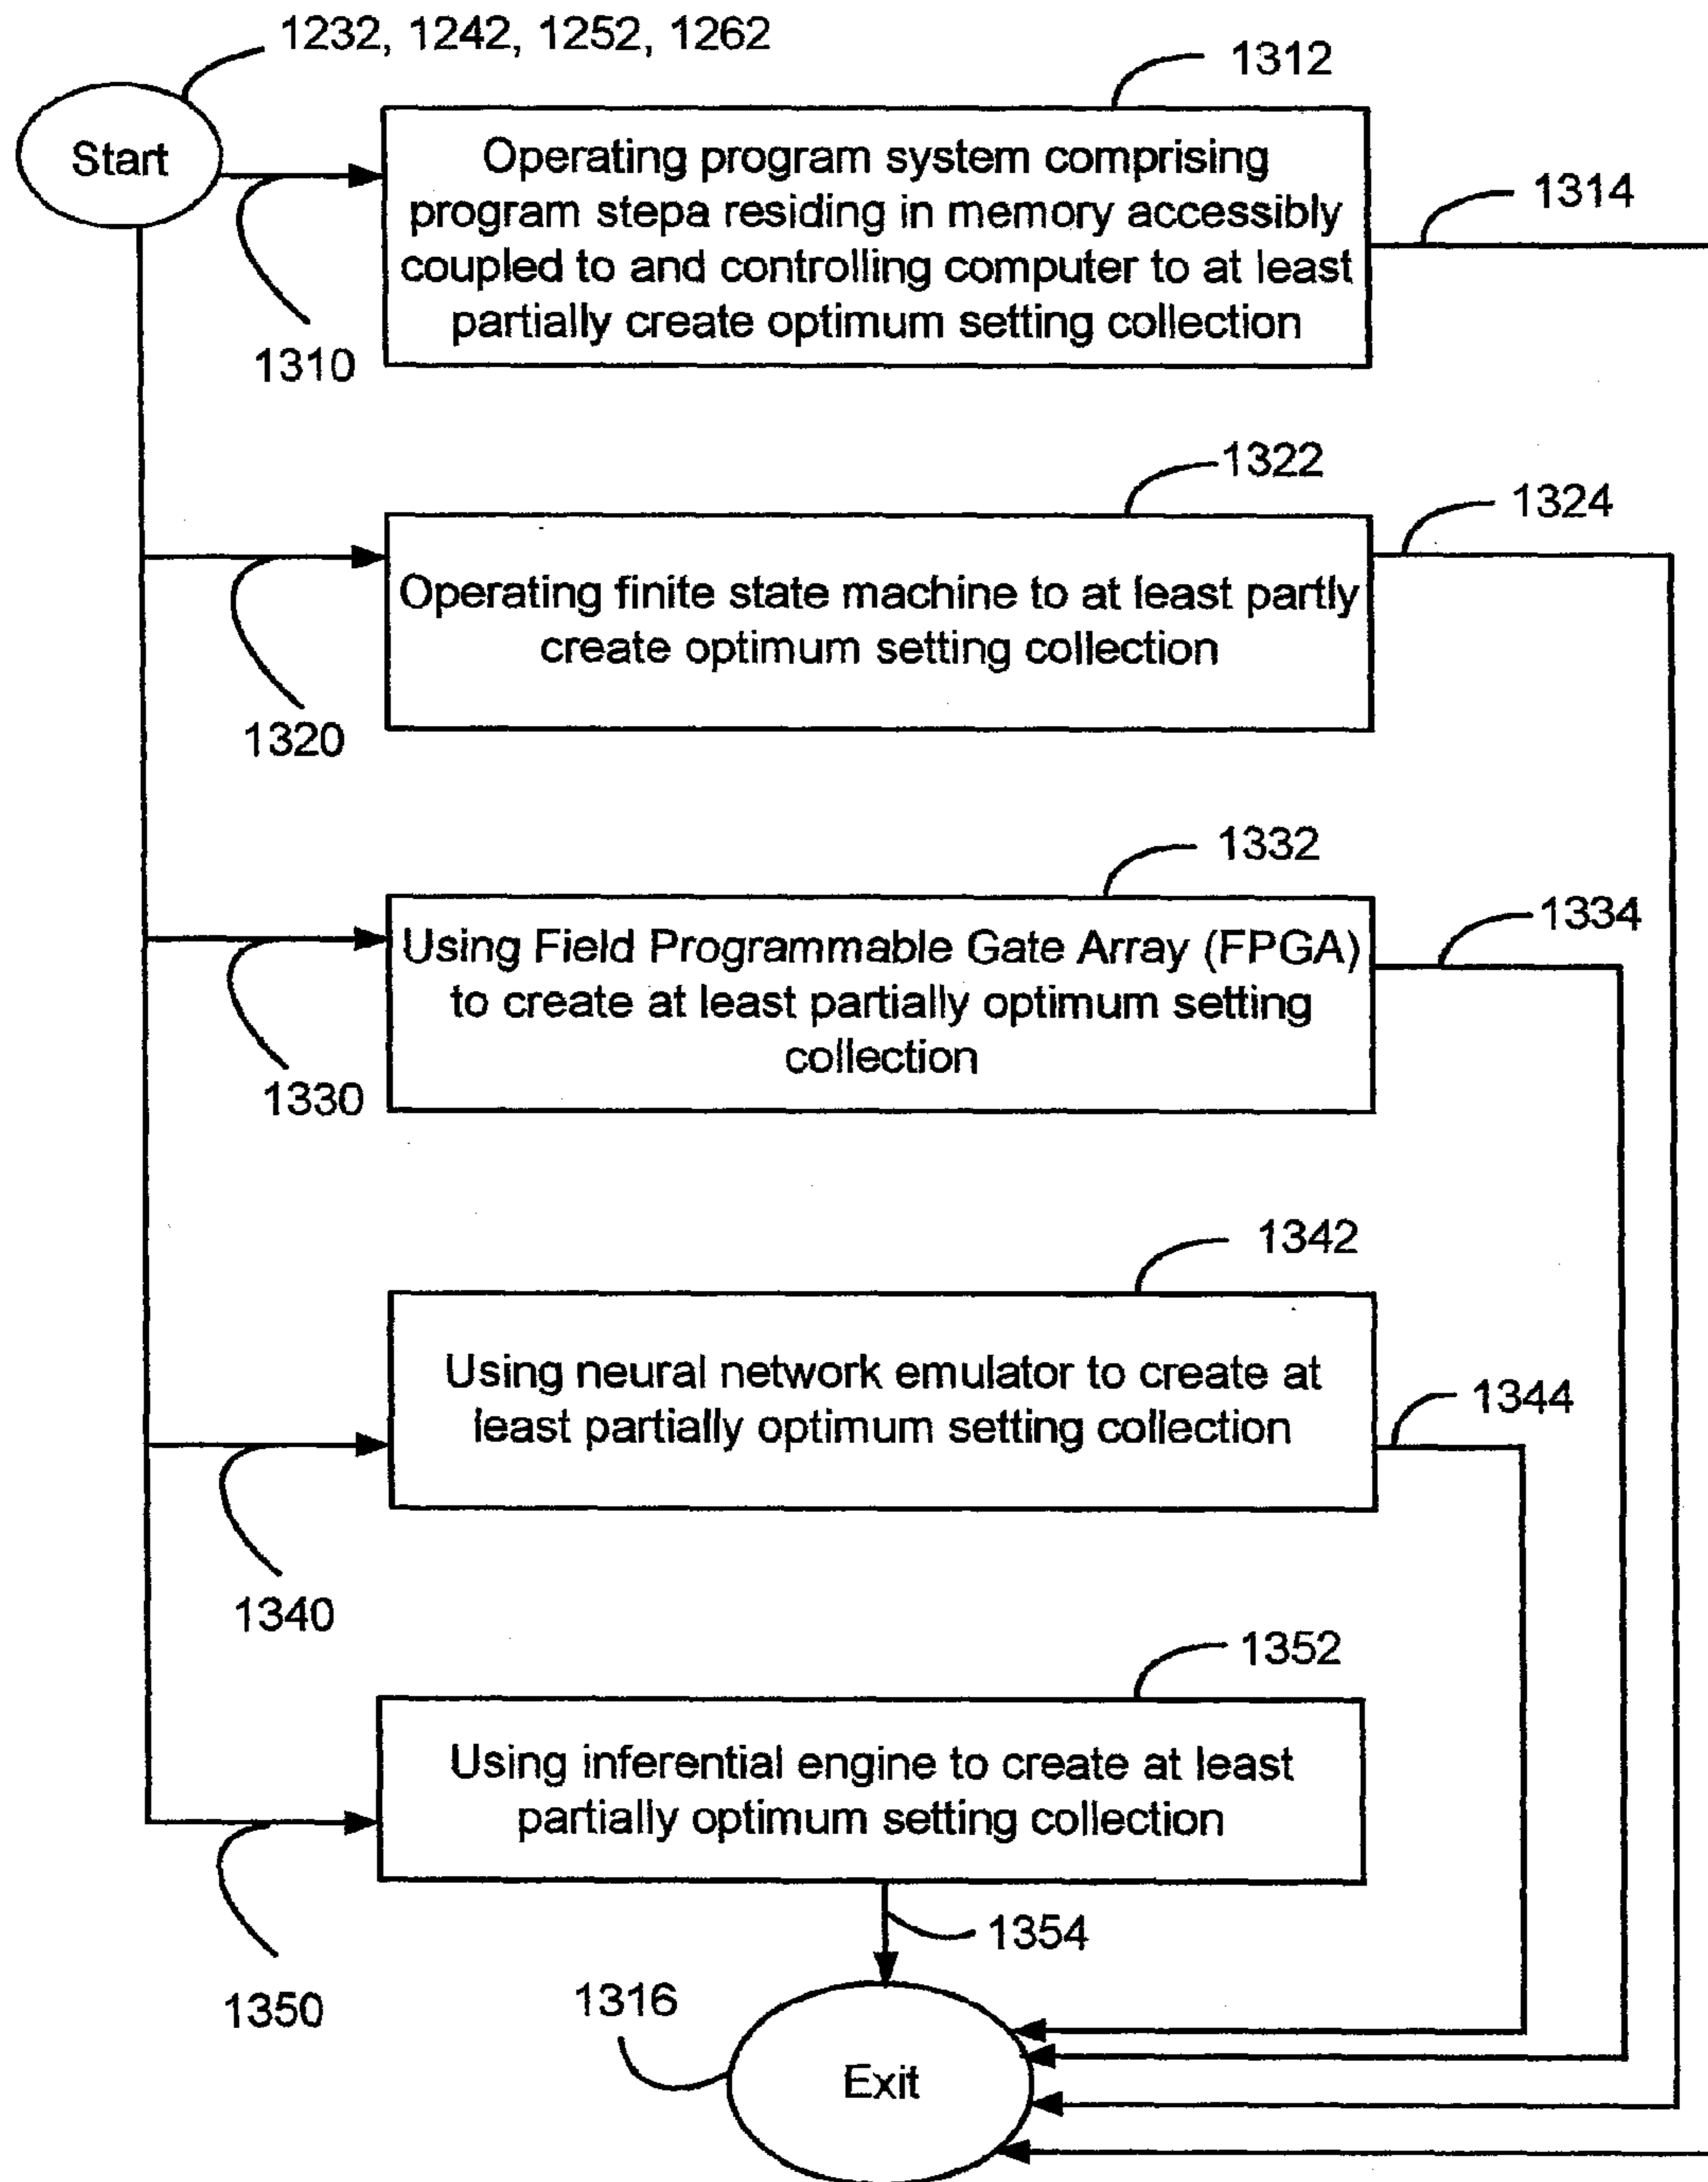 1232, 1242, 1252, 1262
1312
Start
Operating program system comprising
program stepa residing in memory accessibly
coupled to and controlling computer to at least
partially create optimum setting collection
1314
1310
1322
1324
Operating finite state machine to at least partly
create optimum setting collection
1320
1332
1334
Using Field Programmable Gate Array (FPGA)
to create at least partially optimum setting
collection
1330
1342
Using neural network emulator to create at
least partially optimum setting collection
1344
1340
1352
Using inferential engine to create at least
partially optimum setting collection
1354
1350
1316
Exit